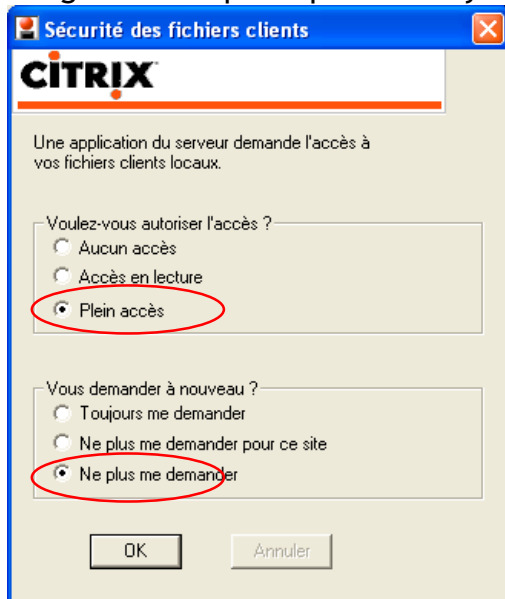 Sécurité des fichiers clients
CITRIX
Une application du serveur demande l'accès à
vos fichiers clients locaux.
Voulez-vous autoriser l'accès ?
Aucun accès
Accès en lecture
Plein accès
Vous demander à nouveau ?
Toujours me demander
Ne plus me demander pour ce site
Ne plus me demander
OK
Annuler